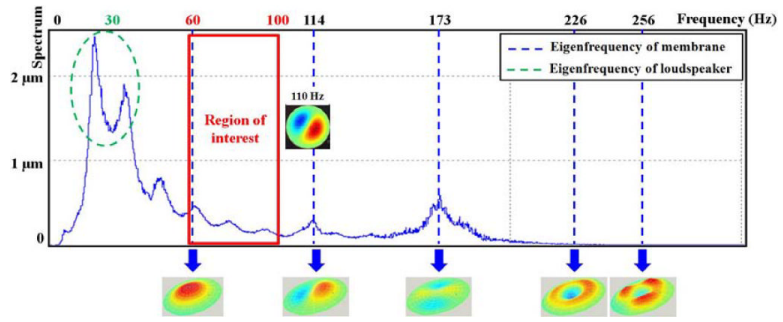 Spectrum
0 30 60 100 114 173 226 256 Frequency (Hz)
Eigenfrequency of membrane
Eigenfrequency of loudspeaker
2 μm
110 Hz
Region of
interest
1 μm
0